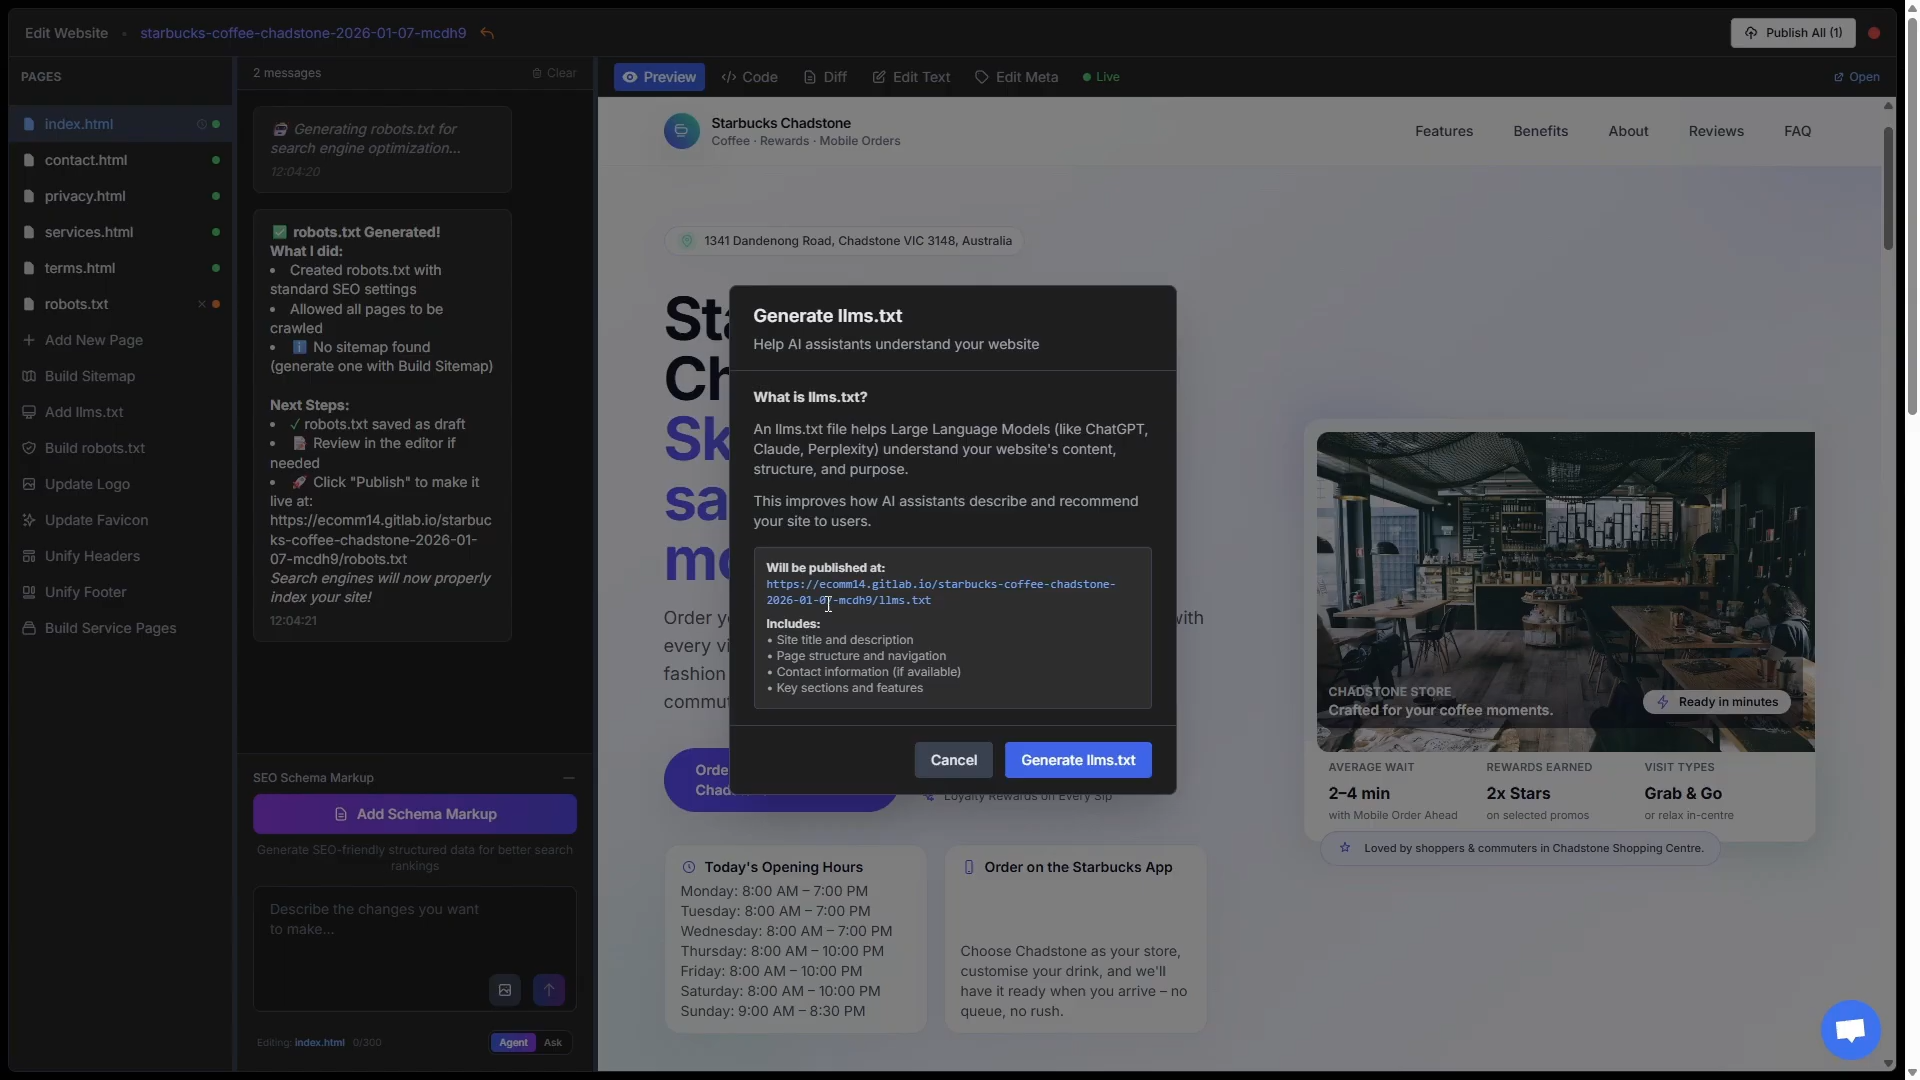 Edit Website • starbucks-coffee-chadstone-2026-01-07-mcdh9
Publish All (1)
PAGES
index.html
contact.html
privacy.html
services.html
terms.html
robots.txt
Add New Page
Build Sitemap
Add llms.txt
Build robots.txt
Update Logo
Update Favicon
Unify Headers
Unify Footer
Build Service Pages
2 messages
Clear
Generating robots.txt for
search engine optimization...
12:04:20
robots.txt Generated!
What I did:
• Created robots.txt with
standard SEO settings
• Allowed all pages to be
crawled
• No sitemap found
(generate one with Build Sitemap)
Next Steps:
• ✓ robots.txt saved as draft
• Review in the editor if
needed
• Click "Publish" to make it
live at:
https://ecomm14.gitlab.io/starbuc
ks-coffee-chadstone-2026-01-
07-mcdh9/robots.txt
Search engines will now properly
index your site!
12:04:21
SEO Schema Markup
Add Schema Markup
Generate SEO-friendly structured data for better search
rankings
Describe the changes you want
to make...
Editing: index.html 0/300
Agent
Ask
Preview
Code
Diff
Edit Text
Edit Meta
Live
Open
Starbucks Chadstone
Coffee · Rewards · Mobile Orders
Features
Benefits
About
Reviews
FAQ
1341 Dandenong Road, Chadstone VIC 3148, Australia
Generate llms.txt
Help AI assistants understand your website
What is llms.txt?
An llms.txt file helps Large Language Models (like ChatGPT,
Claude, Perplexity) understand your website's content,
structure, and purpose.
This improves how AI assistants describe and recommend
your site to users.
Will be published at:
https://ecomm14.gitlab.io/starbucks-coffee-chadstone-
2026-01-07-mcdh9/llms.txt
Includes:
• Site title and description
• Page structure and navigation
• Contact information (if available)
• Key sections and features
Cancel
Generate llms.txt
Order
with
every
fashion
Loyalty Rewards on Every Sip
CHADSTONE STORE
Crafted for your coffee moments.
Ready in minutes
AVERAGE WAIT
2–4 min
with Mobile Order Ahead
REWARDS EARNED
2x Stars
on selected promos
VISIT TYPES
Grab & Go
or relax in-centre
Loved by shoppers & commuters in Chadstone Shopping Centre.
Today's Opening Hours
Monday: 8:00 AM – 7:00 PM
Tuesday: 8:00 AM – 7:00 PM
Wednesday: 8:00 AM – 7:00 PM
Thursday: 8:00 AM – 10:00 PM
Friday: 8:00 AM – 10:00 PM
Saturday: 8:00 AM – 10:00 PM
Sunday: 9:00 AM – 8:30 PM
Order on the Starbucks App
Choose Chadstone as your store,
customise your drink, and we'll
have it ready when you arrive – no
queue, no rush.